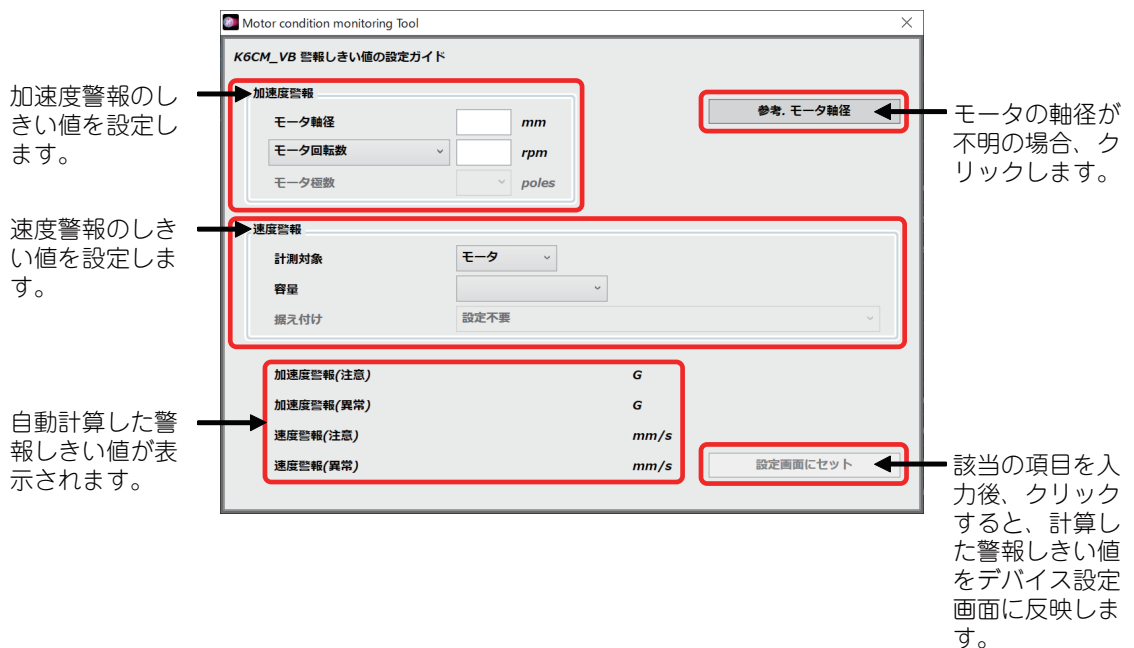 Motor condition monitoring Tool
K6CM_VB 警報しきい値の設定ガイド
加速度警報のし
きい値を設定し
ます。
加速度警報
モータ軸径 mm
モータ回転数 rpm
モータ極数 poles
参考. モータ軸径
モータの軸径が
不明の場合、ク
リックします。
速度警報のしき
い値を設定しま
す。
速度警報
計測対象 モータ
容量
据え付け 設定不要
自動計算した警
報しきい値が表
示されます。
加速度警報(注意) G
加速度警報(異常) G
速度警報(注意) mm/s
速度警報(異常) mm/s
設定画面にセット
該当の項目を入
力後、クリック
すると、計算し
た警報しきい値
をデバイス設定
画面に反映しま
す。